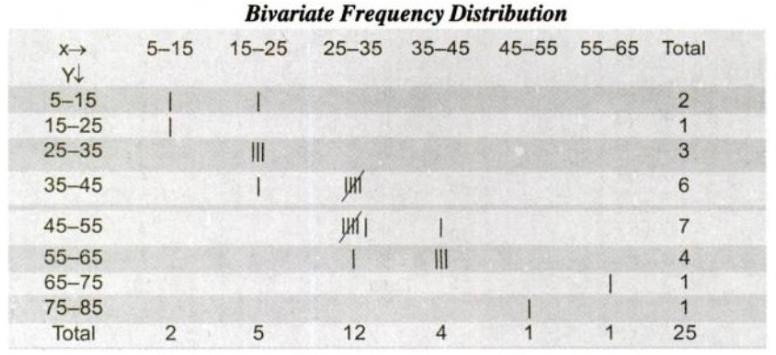 Bivariate Frequency Distribution
x→ 5–15 15–25 25–35 35–45 45–55 55–65 Total
Y↓
5–15 | | 2
15–25 | 1
25–35 ||| 3
35–45 | 𝍸 6
45–55 𝍸| | 7
55–65 | ||| 4
65–75 | 1
75–85 | 1
Total 2 5 12 4 1 1 25